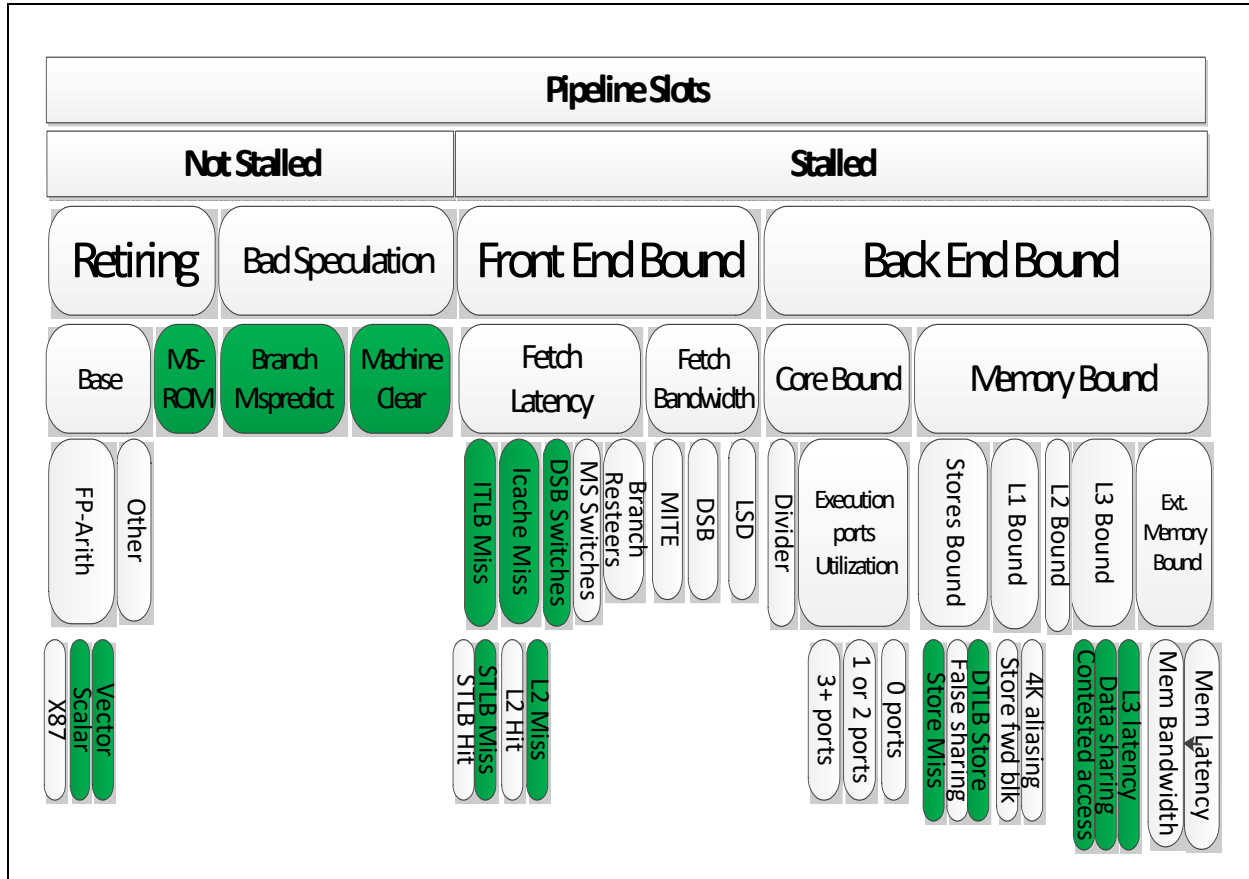 Pipeline Slots
Not Stalled
Stalled
Retiring
Bad Speculation
Front End Bound
Back End Bound
Base
MS-
ROM
Branch
Mispredict
Machine
Clear
Fetch
Latency
Fetch
Bandwidth
Core Bound
Memory Bound
FP-Arith
Other
ITLB Miss
Icache Miss
DSB Switches
MS Switches
Branch
Resteers
MITE
DSB
LSD
Divider
Execution
ports
Utilization
Stores Bound
L1 Bound
L2 Bound
L3 Bound
Ext.
Memory
Bound
X87
Scalar
Vector
STLB Hit
STLB Miss
L2 Hit
L2 Miss
3+ ports
1 or 2 ports
0 ports
Store Miss
False sharing
DTLB Store
Store fwd blk
4K aliasing
Contested access
Data sharing
L3 latency
Mem Bandwidth
Mem Latency